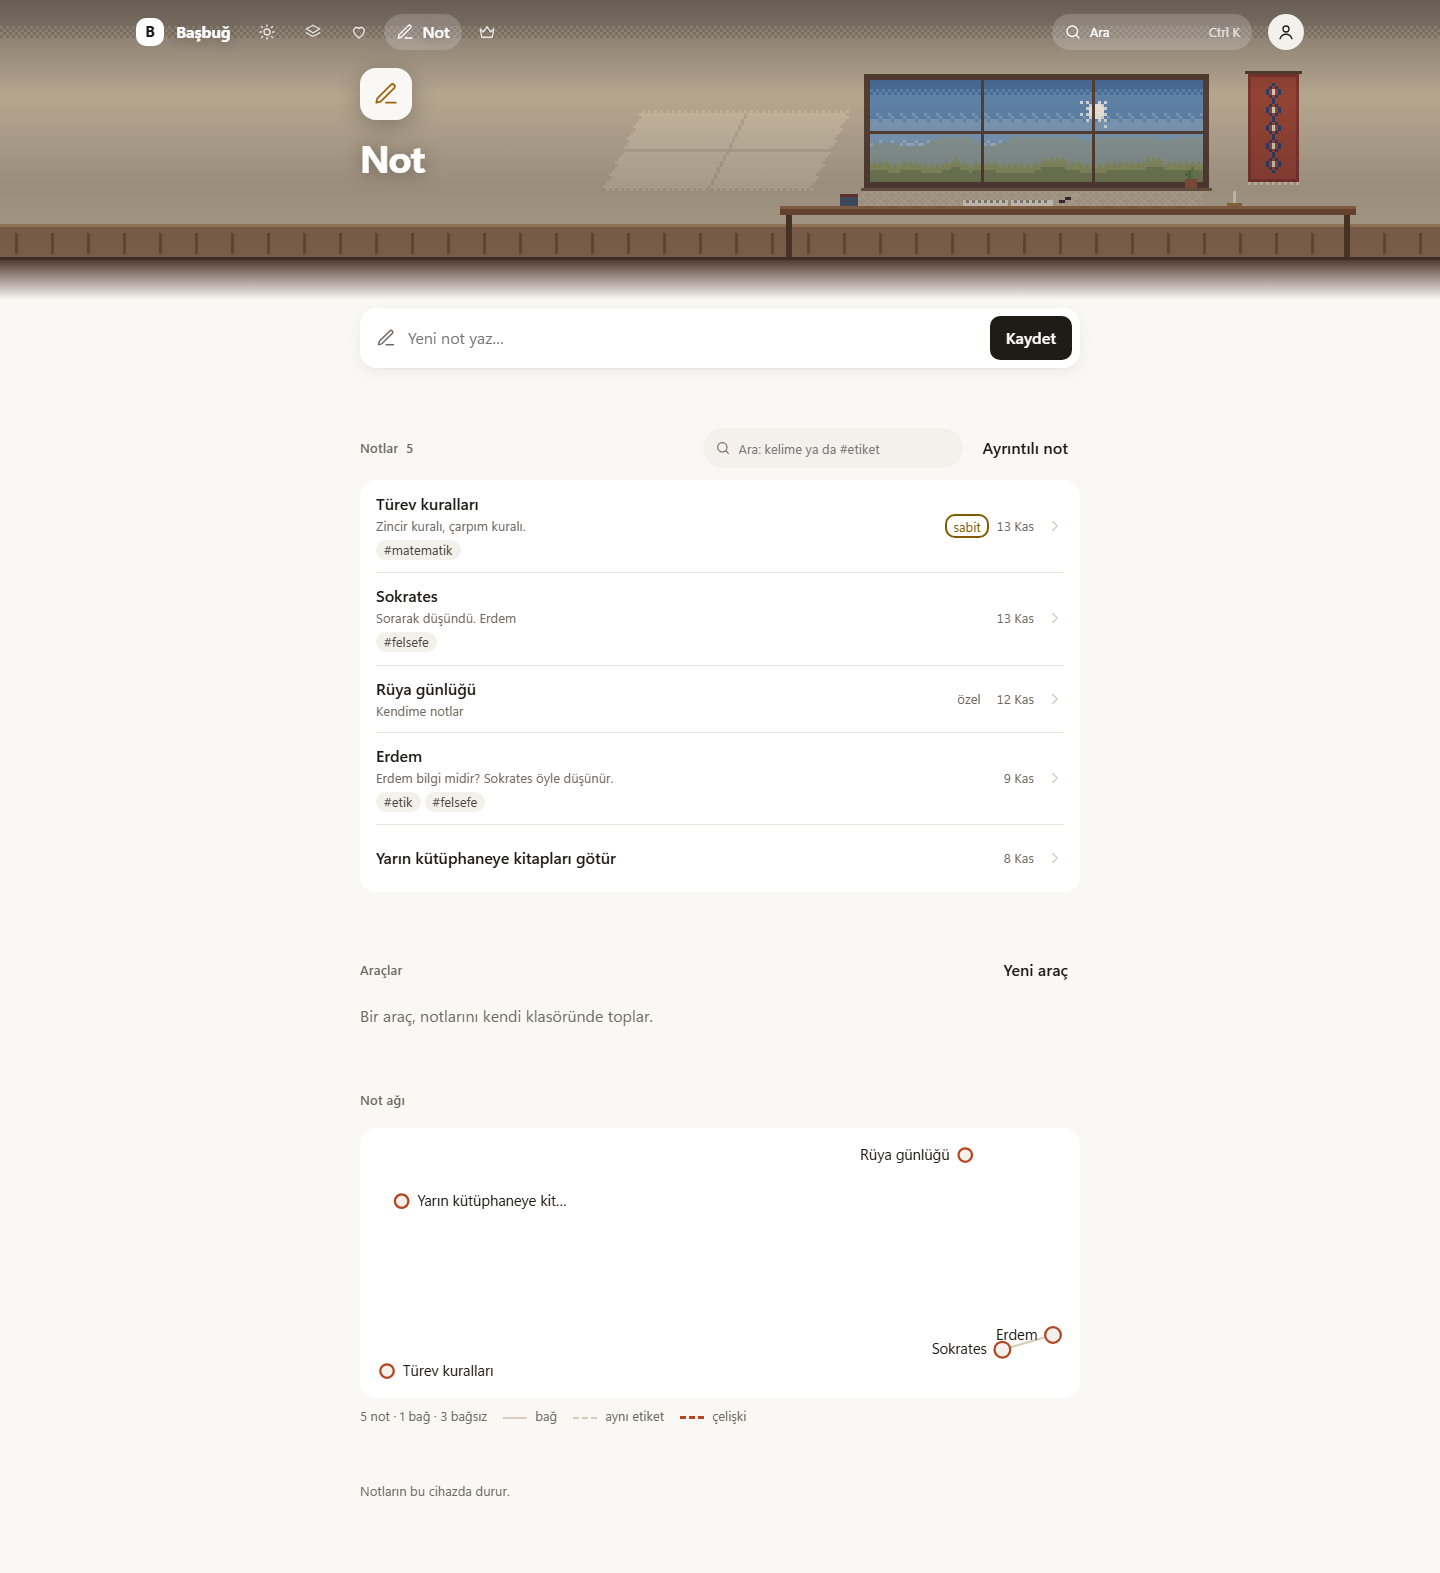 B Başbuğ Not Ara Ctrl K
Not
Yeni not yaz... Kaydet
Notlar 5 Ara: kelime ya da #etiket Ayrıntılı not
Türev kuralları
Zincir kuralı, çarpım kuralı.
#matematik
sabit 13 Kas
Sokrates
Sorarak düşündü. Erdem
#felsefe
13 Kas
Rüya günlüğü
Kendime notlar
özel 12 Kas
Erdem
Erdem bilgi midir? Sokrates öyle düşünür.
#etik #felsefe
9 Kas
Yarın kütüphaneye kitapları götür 8 Kas
Araçlar Yeni araç
Bir araç, notlarını kendi klasöründe toplar.
Not ağı
Rüya günlüğü
Yarın kütüphaneye kit...
Erdem
Sokrates
Türev kuralları
5 not · 1 bağ · 3 bağsız bağ aynı etiket çelişki
Notların bu cihazda durur.